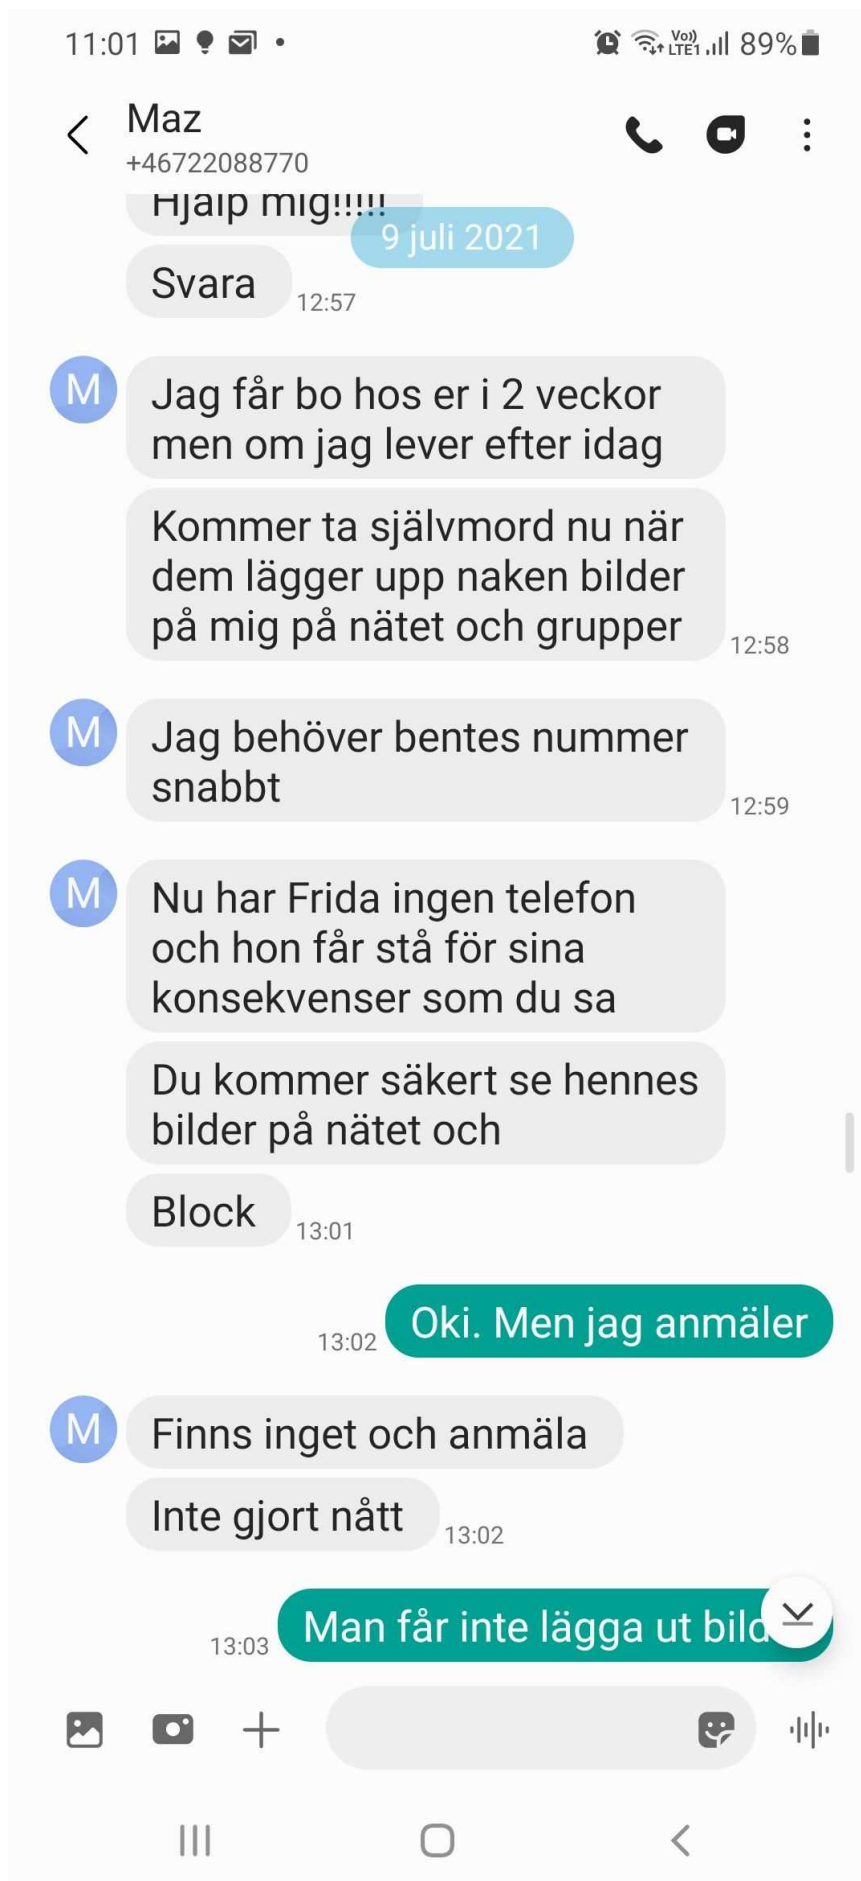 11:01
Vo))
LTE1
89%
Maz
+46722088770
Hjälp mig!!!!!
9 juli 2021
Svara
12:57
M
Jag får bo hos er i 2 veckor
men om jag lever efter idag
Kommer ta självmord nu när
dem lägger upp naken bilder
på mig på nätet och grupper
12:58
M
Jag behöver bentes nummer
snabbt
12:59
M
Nu har Frida ingen telefon
och hon får stå för sina
konsekvenser som du sa
Du kommer säkert se hennes
bilder på nätet och
Block
13:01
Oki. Men jag anmäler
13:02
M
Finns inget och anmäla
Inte gjort nått
13:02
Man får inte lägga ut
13:03